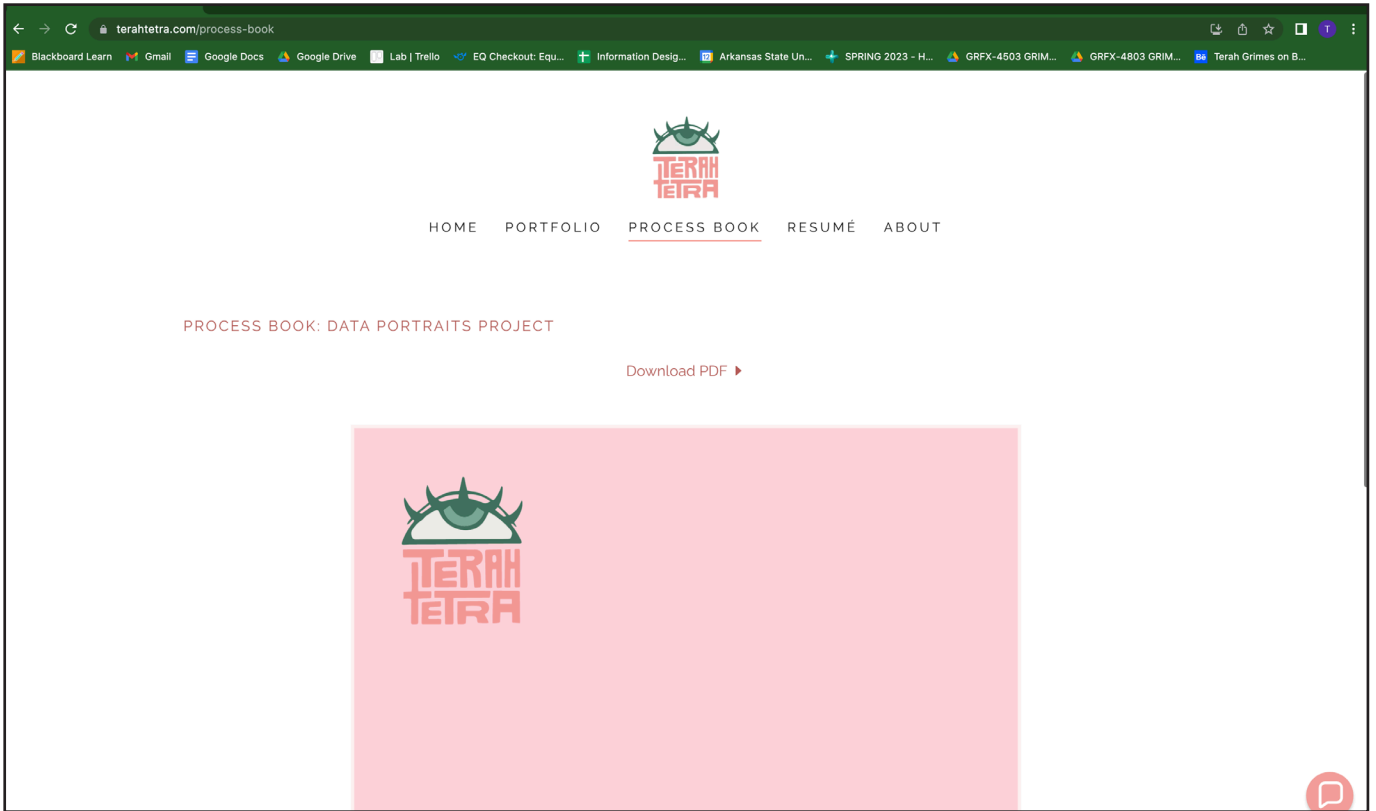 terahtetra.com/process-book
T
Blackboard Learn Gmail Google Docs Google Drive Lab | Trello EQ Checkout: Equ... Information Desig... 12 Arkansas State Un... SPRING 2023 - H... GRFX-4503 GRIM... GRFX-4803 GRIM... Bē Terah Grimes on B...
TERAH
TETRA
HOME PORTFOLIO PROCESS BOOK RESUMÉ ABOUT
PROCESS BOOK: DATA PORTRAITS PROJECT
Download PDF
TERAH
TETRA